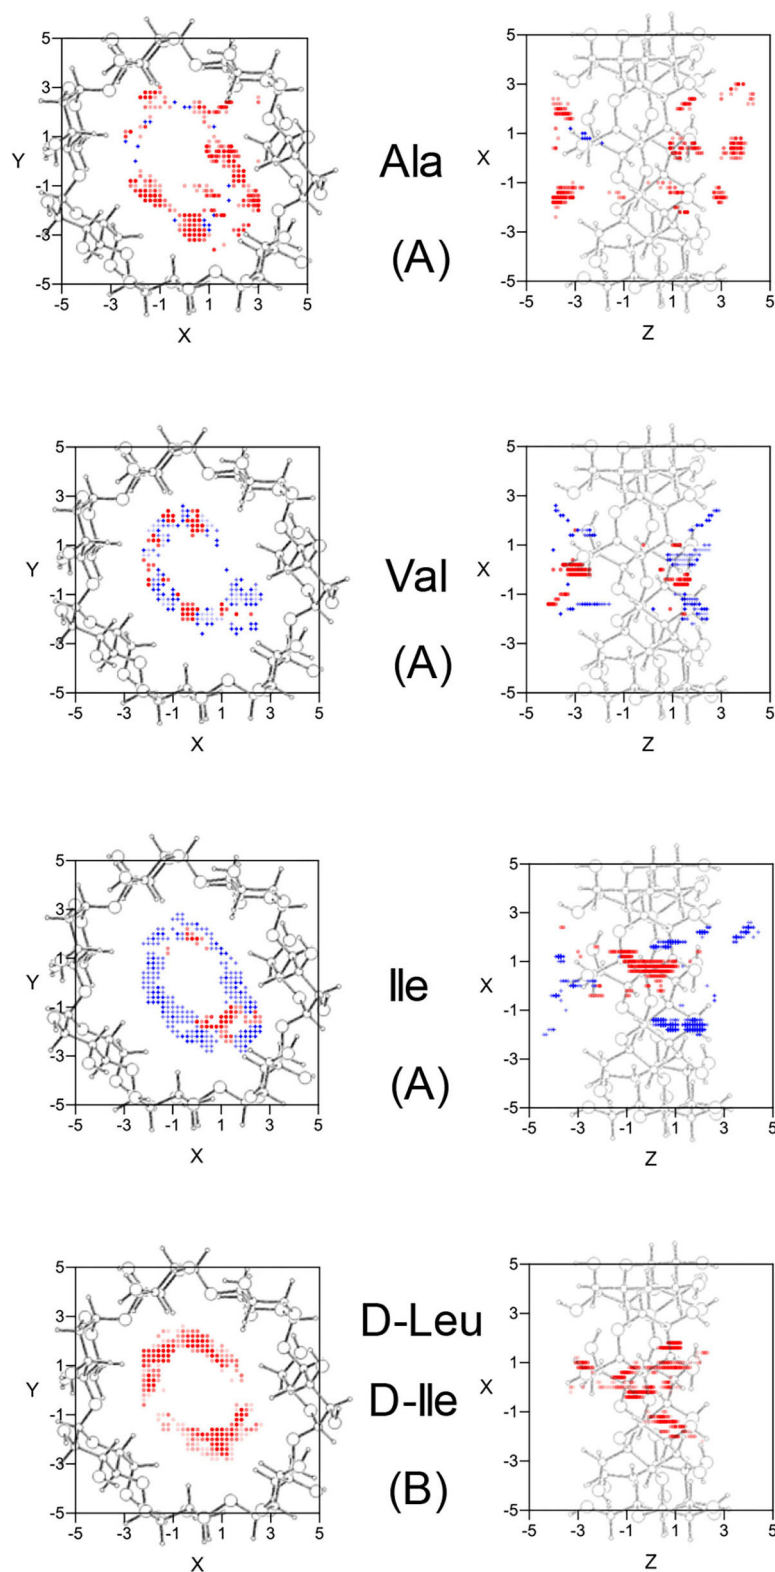 5 5
3 3
Y 1 Ala X 1
-1 -1
-3 (A) -3
-5 -5
-5 -3 -1 1 3 5 -5 -3 -1 1 3 5
X Z
5 5
3 3
Y 1 Val X 1
-1 -1
-3 (A) -3
-5 -5
-5 -3 -1 1 3 5 -5 -3 -1 1 3 5
X Z
5 5
3 3
Y 1 Ile X 1
-1 -1
-3 (A) -3
-5 -5
-5 -3 -1 1 3 5 -5 -3 -1 1 3 5
X Z
5 5
3 D-Leu 3
Y 1 X 1
-1 D-Ile -1
-3 (B) -3
-5 -5
-5 -3 -1 1 3 5 -5 -3 -1 1 3 5
X Z